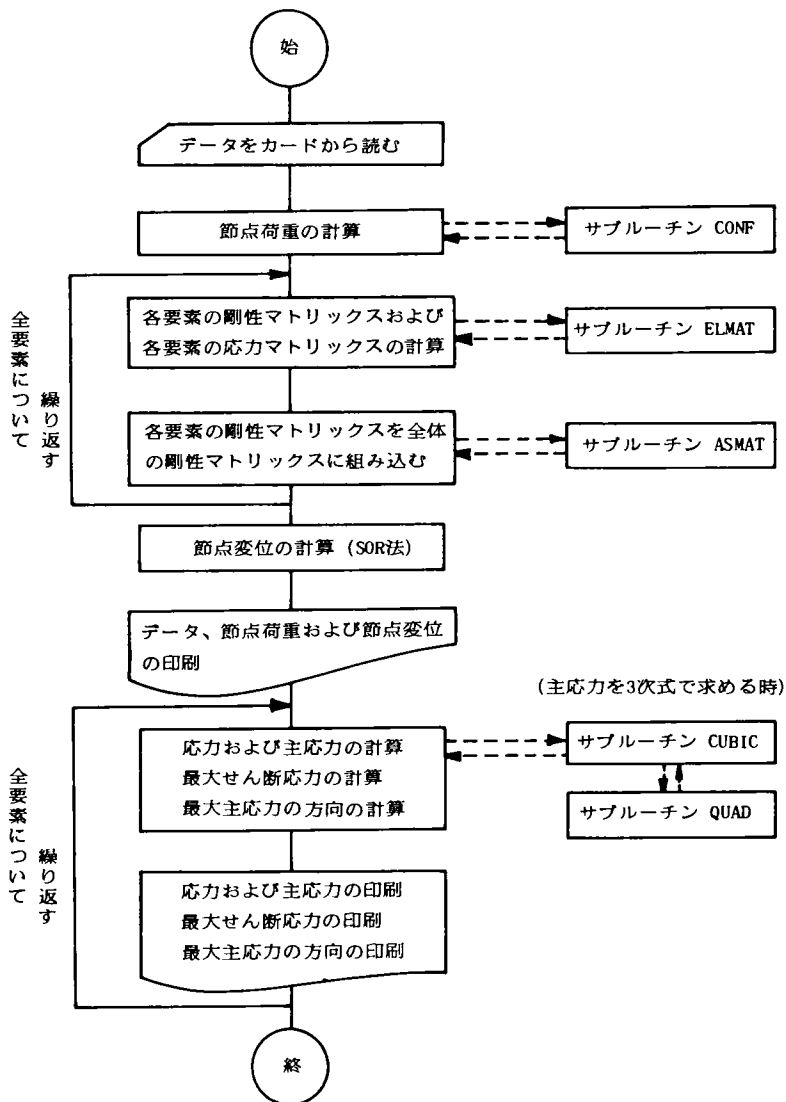 始
データをカードから読む
節点荷重の計算
サブルーチン CONF
全要素について
繰り返す
各要素の剛性マトリックスおよび
各要素の応力マトリックスの計算
サブルーチン ELMAT
各要素の剛性マトリックスを全体
の剛性マトリックスに組み込む
サブルーチン ASMAT
節点変位の計算 (SOR法)
データ、節点荷重および節点変位
の印刷
(主応力を3次式で求める時)
全要素について
繰り返す
応力および主応力の計算
最大せん断応力の計算
最大主応力の方向の計算
サブルーチン CUBIC
サブルーチン QUAD
応力および主応力の印刷
最大せん断応力の印刷
最大主応力の方向の印刷
終